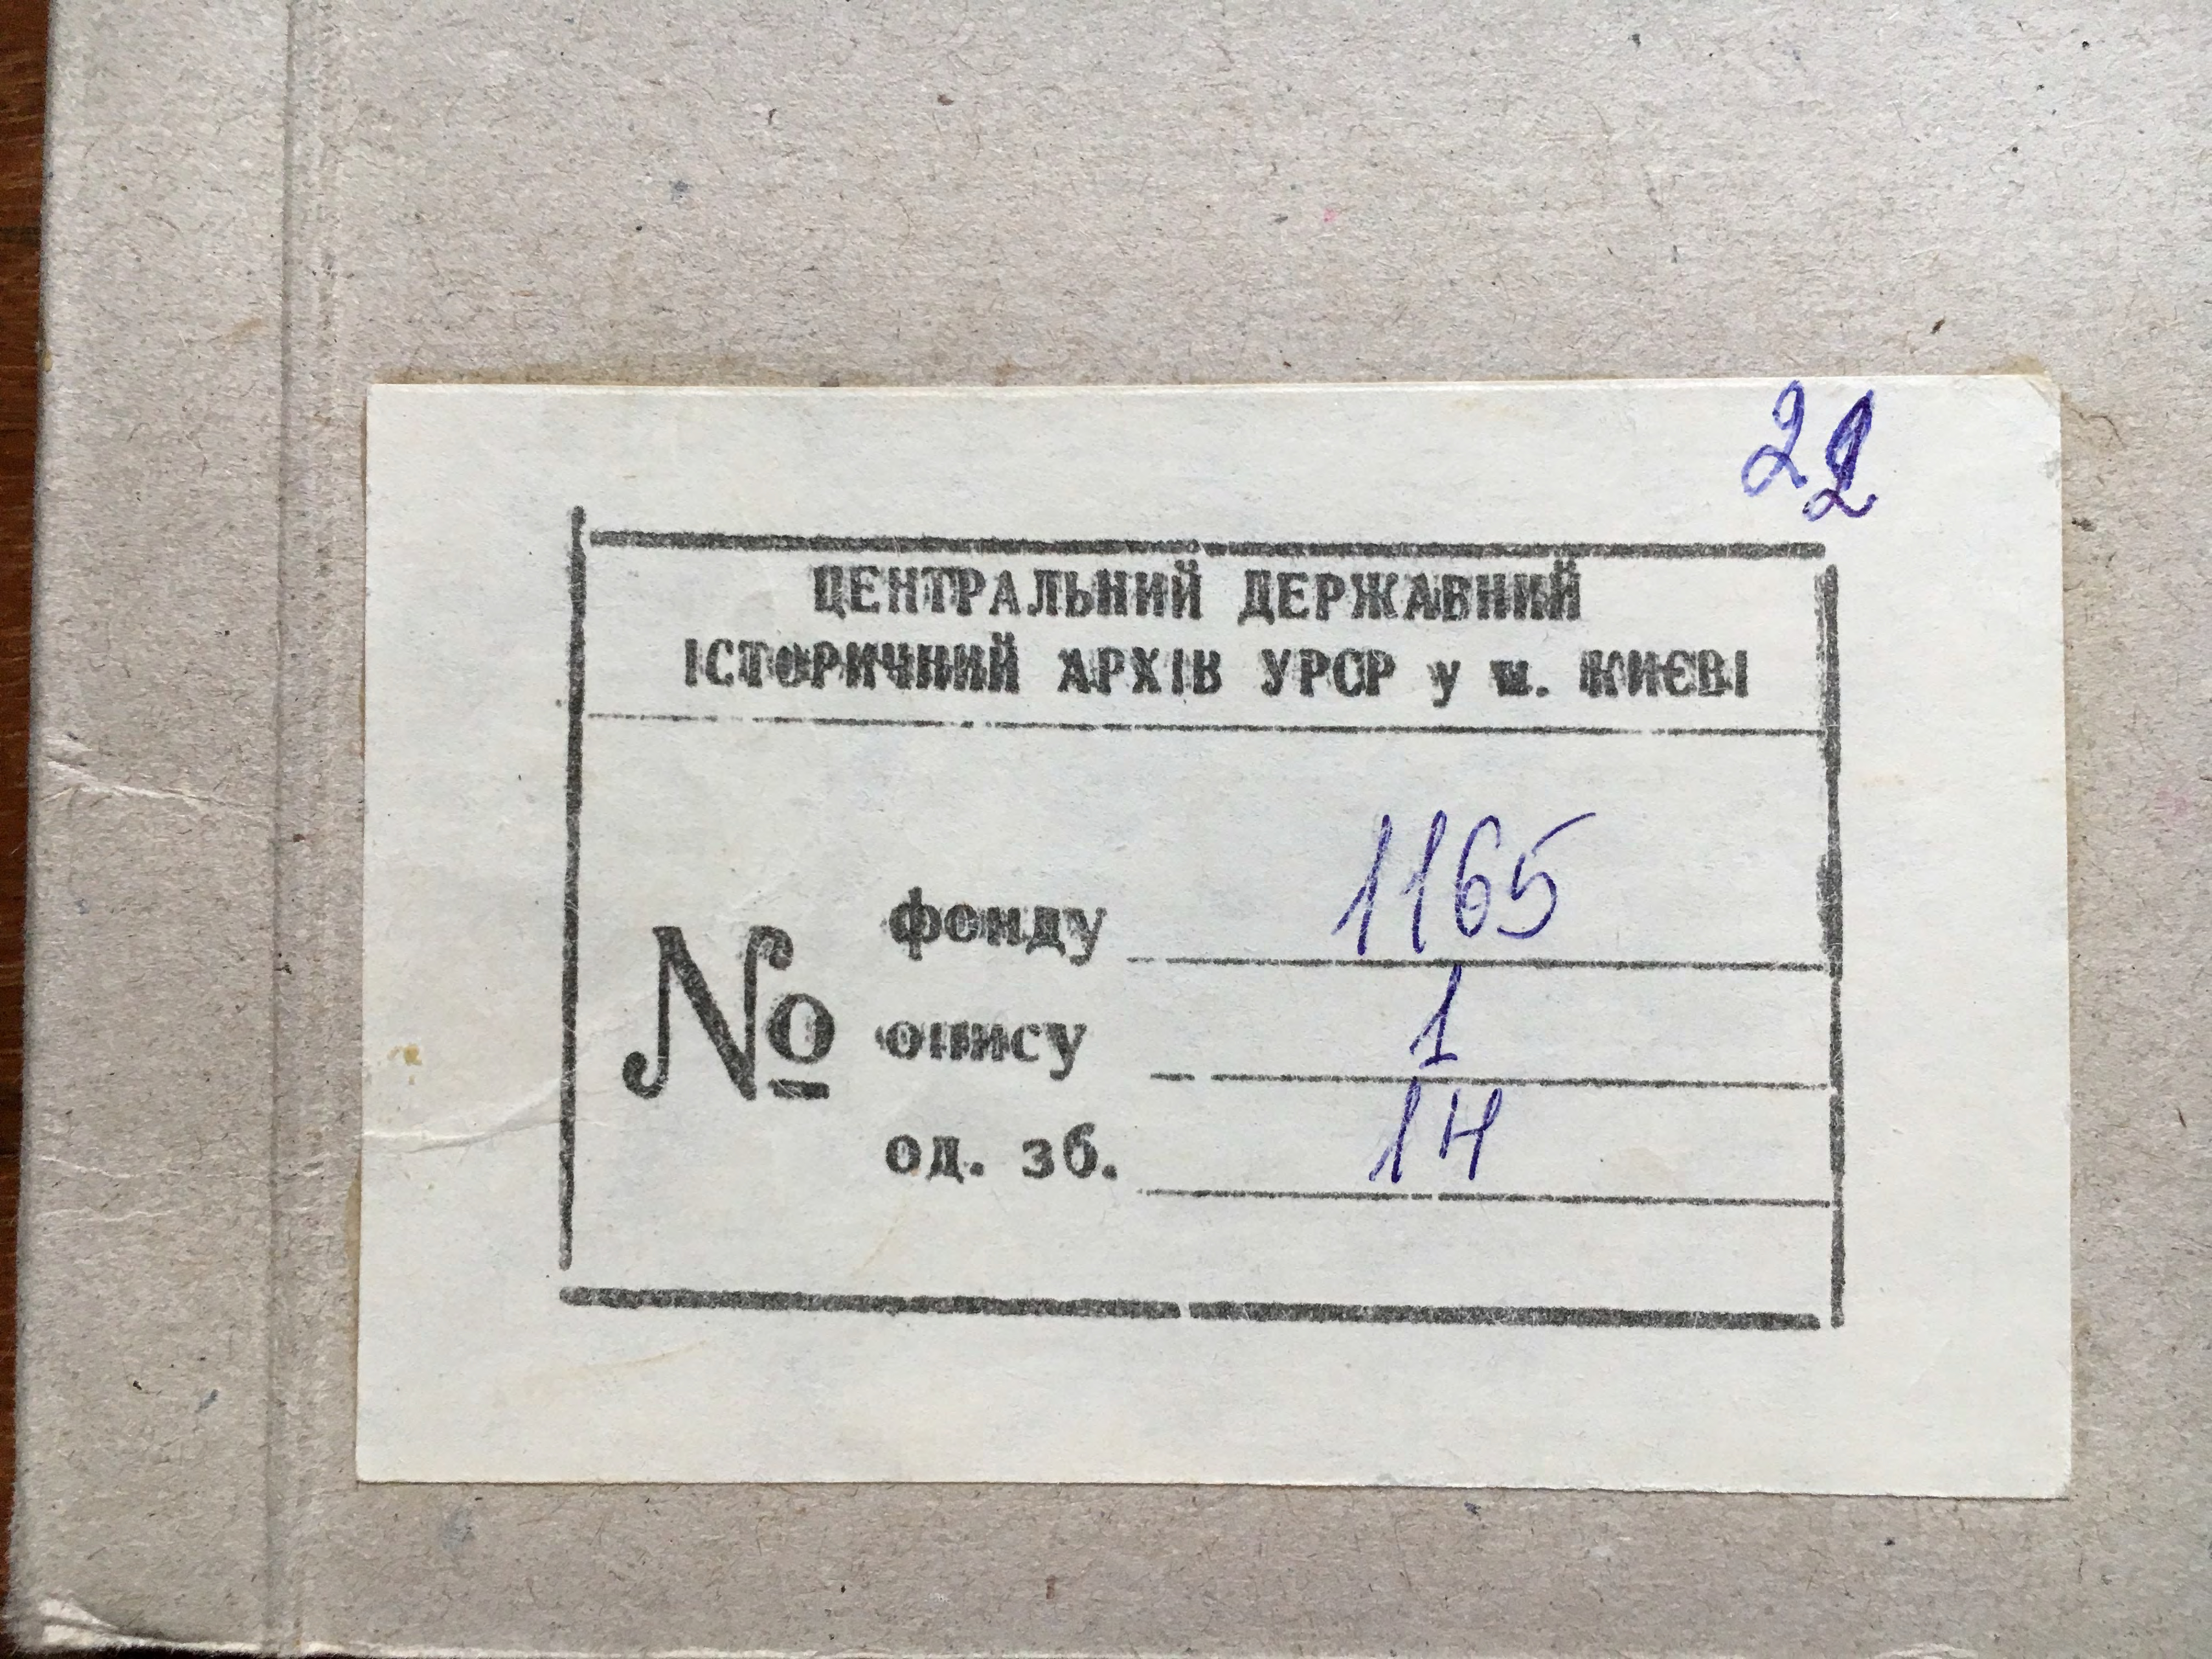 22
ЦЕНТРАЛЬНИЙ ДЕРЖАВНИЙ
ІСТОРИЧНИЙ АРХІВ УРСР у м. КИЄВІ
№
фонду 1165
опису 1
од. зб. 14